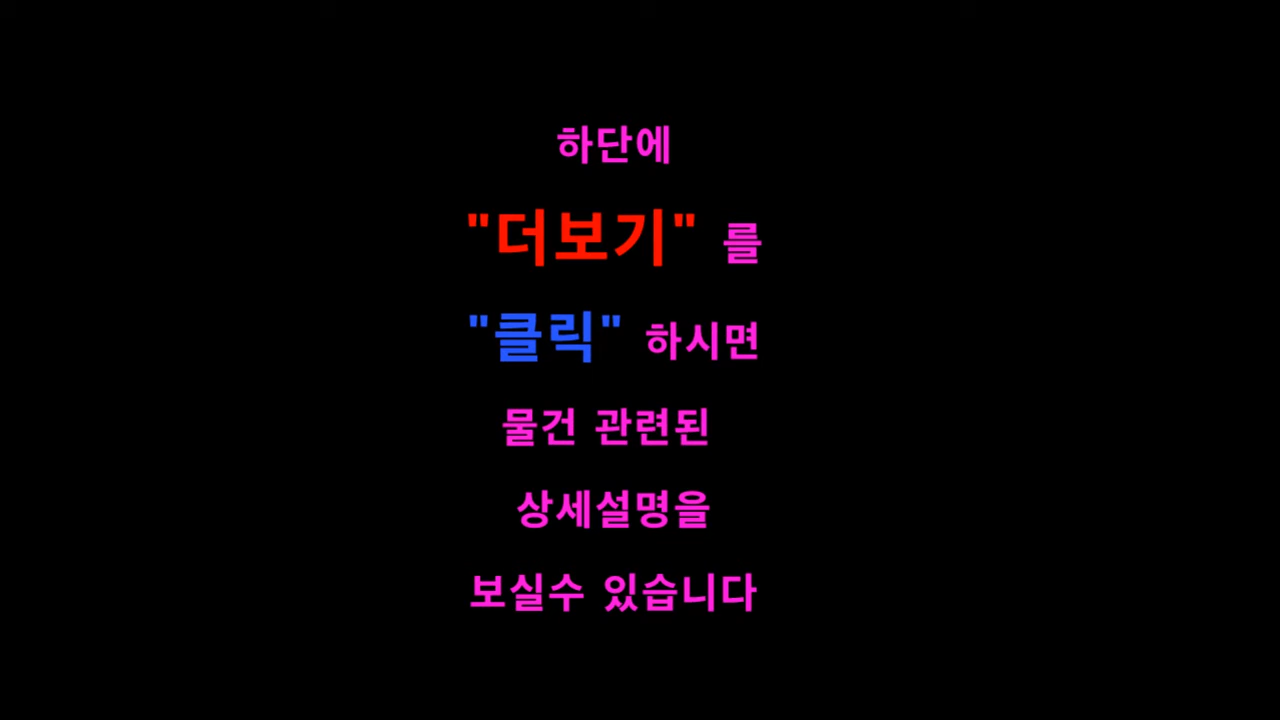 하단에
"더보기" 를
"클릭" 하시면
물건 관련된
상세설명을
보실수 있습니다